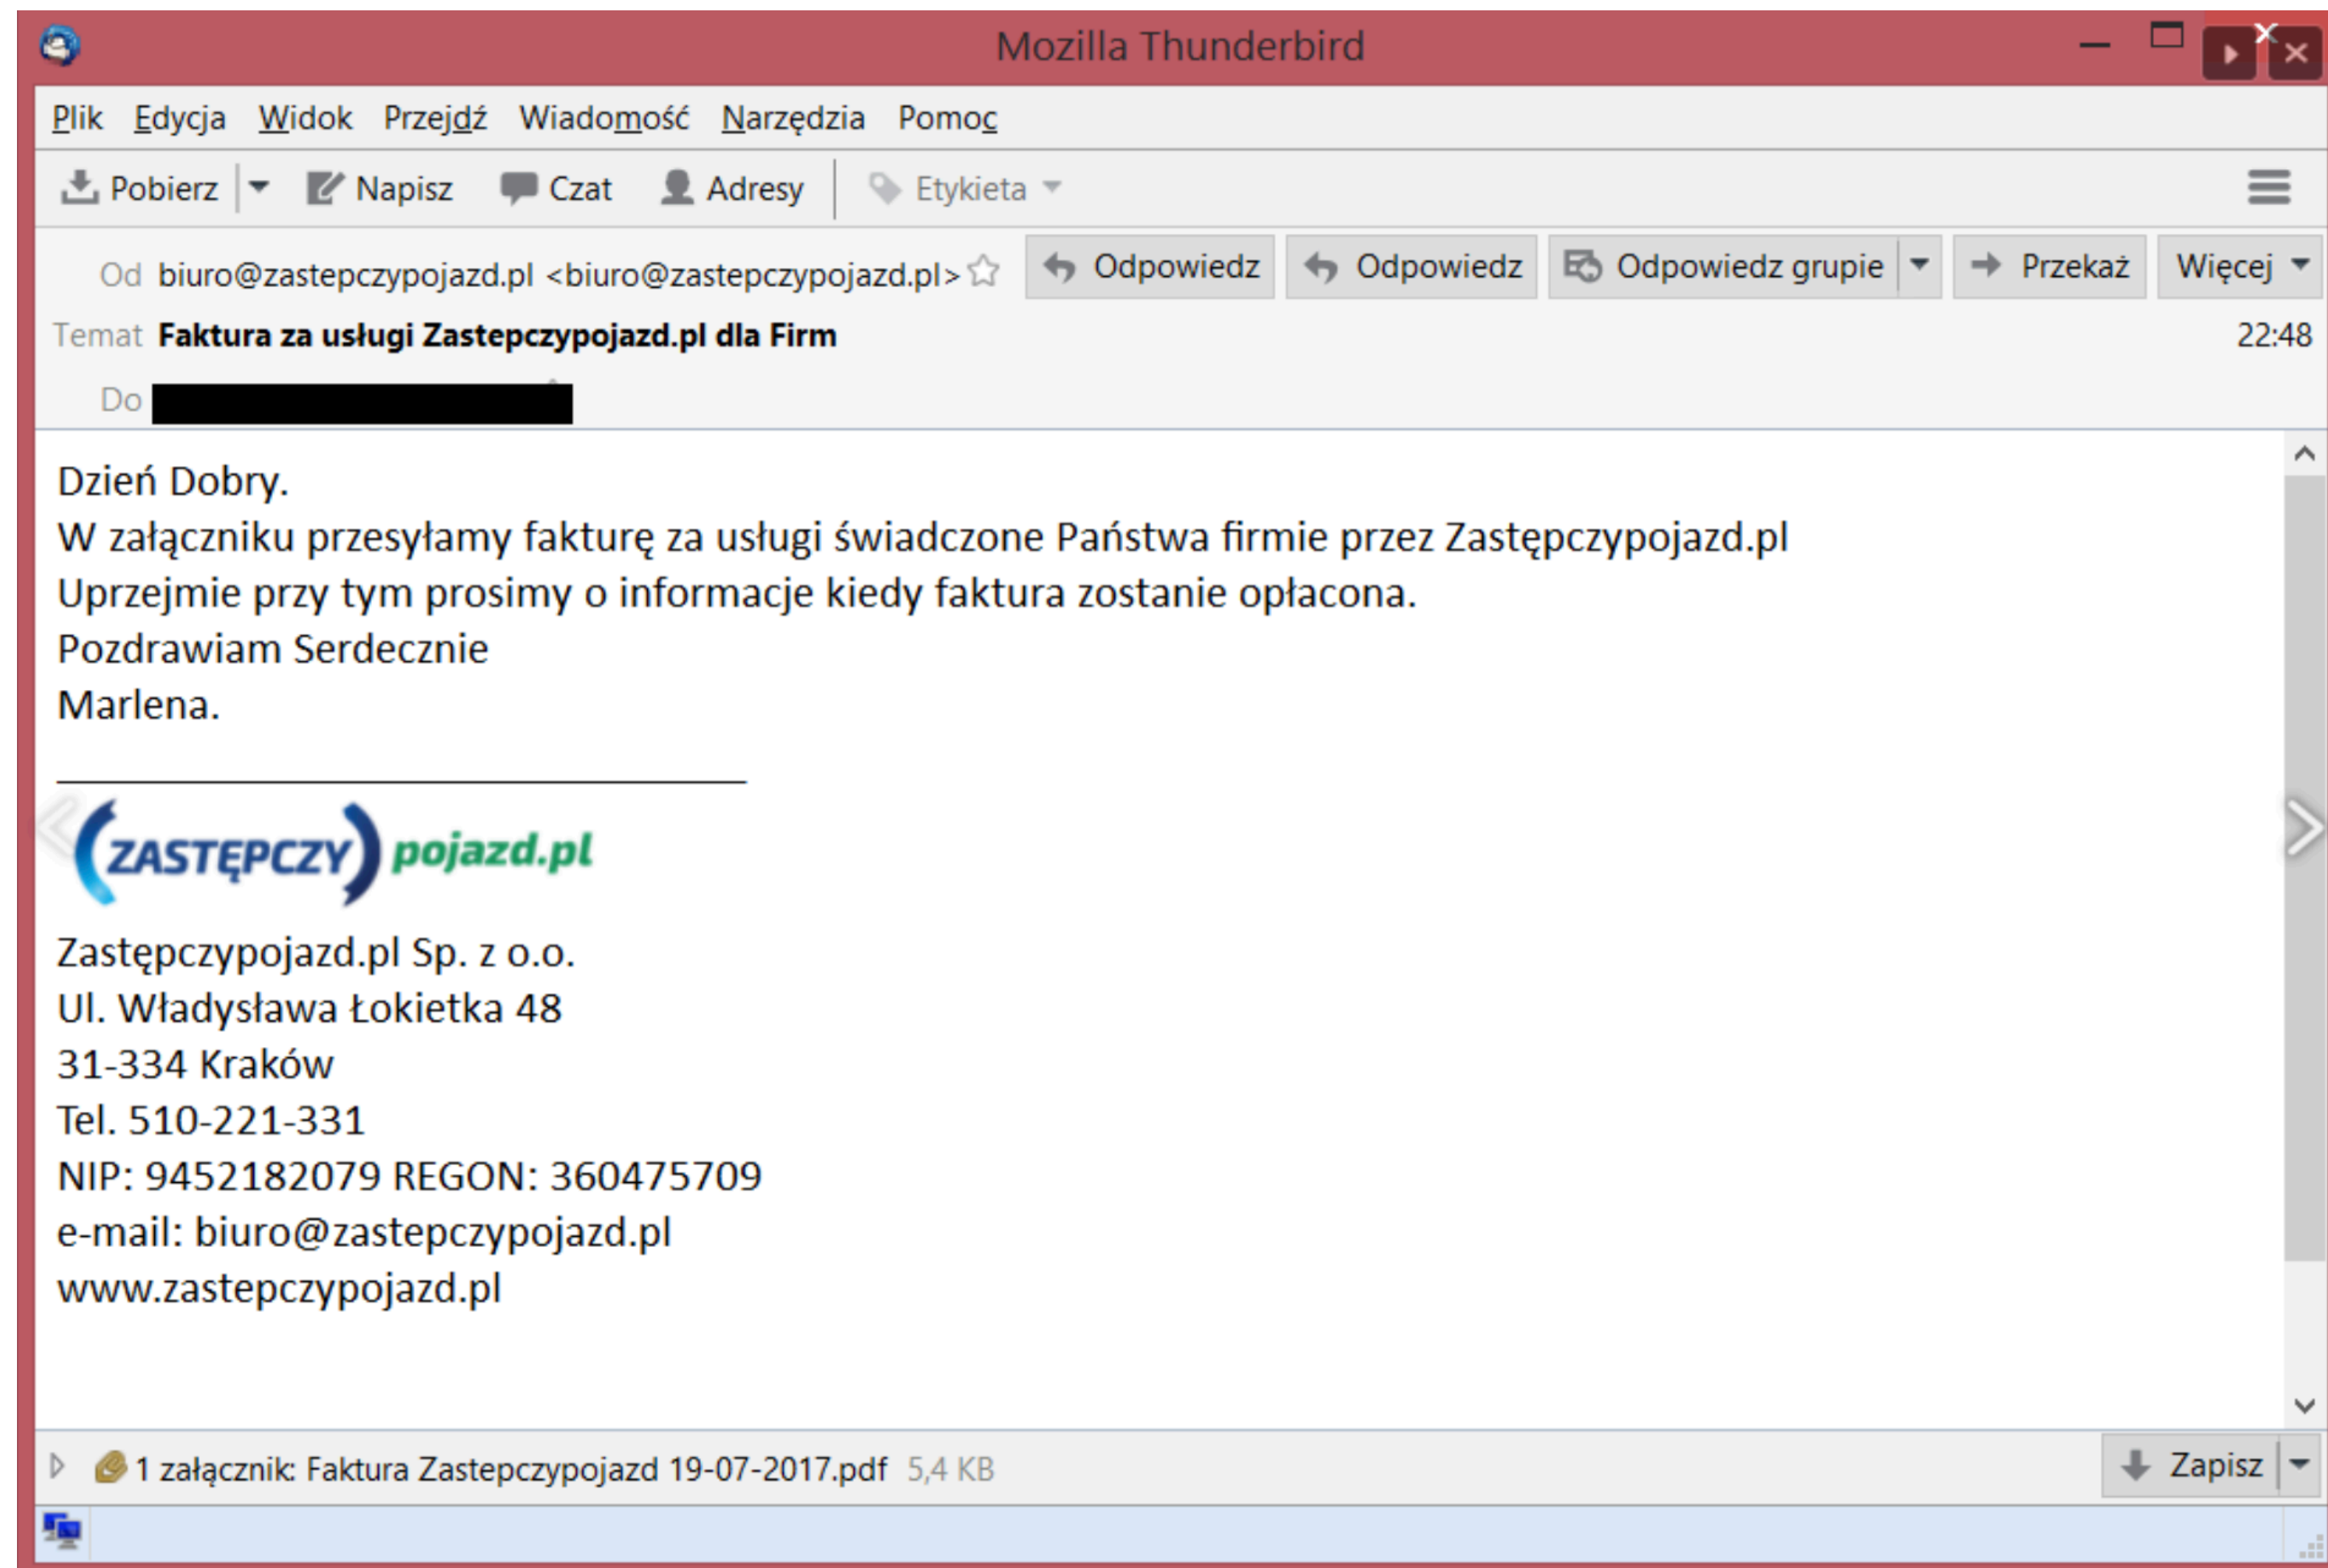 Mozilla Thunderbird
Plik Edycja Widok Przejdź Wiadomość Narzędzia Pomoc
Pobierz Napisz Czat Adresy Etykieta
Od biuro@zastepczypojazd.pl <biuro@zastepczypojazd.pl> Odpowiedz Odpowiedz Odpowiedz grupie Przekaż Więcej
Temat Faktura za usługi Zastepczypojazd.pl dla Firm 22:48
Do
Dzień Dobry.
W załączniku przesyłamy fakturę za usługi świadczone Państwa firmie przez Zastępczypojazd.pl
Uprzejmie przy tym prosimy o informacje kiedy faktura zostanie opłacona.
Pozdrawiam Serdecznie
Marlena.
ZASTĘPCZY pojazd.pl
Zastępczypojazd.pl Sp. z o.o.
Ul. Władysława Łokietka 48
31-334 Kraków
Tel. 510-221-331
NIP: 9452182079 REGON: 360475709
e-mail: biuro@zastepczypojazd.pl
www.zastepczypojazd.pl
1 załącznik: Faktura Zastepczypojazd 19-07-2017.pdf 5,4 KB Zapisz